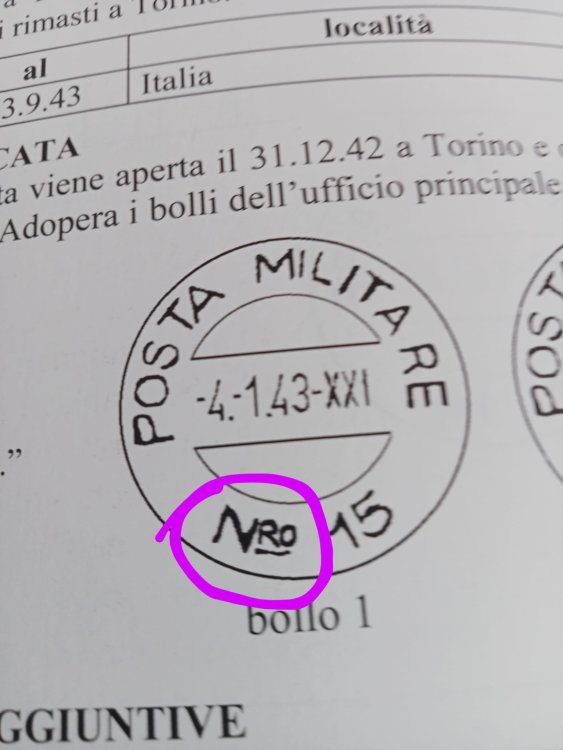 i rimasti a Torino
località
al
3.9.43 Italia
CATA
ta viene aperta il 31.12.42 a Torino e
Adopera i bolli dell'ufficio principale
POSTA MILITARE
-4.-1.43-XXI
NRO 15
POST
.”
bollo 1
GGIUNTIVE